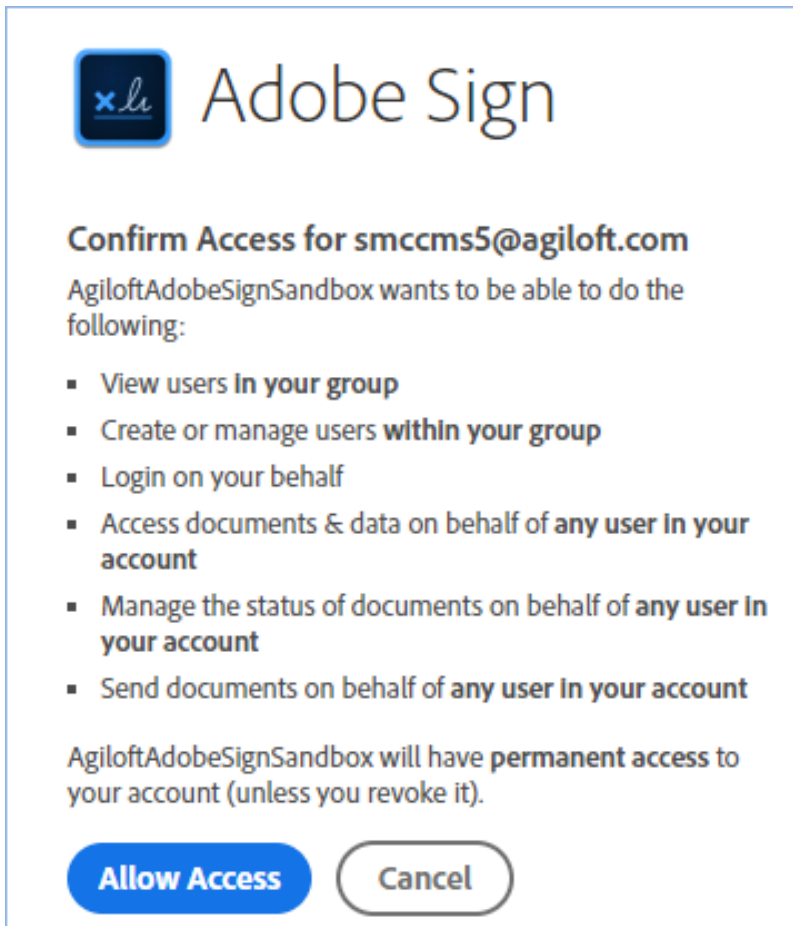 Adobe Sign
Confirm Access for smccms5@agiloft.com
AgiloftAdobeSignSandbox wants to be able to do the
following:
▪ View users in your group
▪ Create or manage users within your group
▪ Login on your behalf
▪ Access documents & data on behalf of any user in your
account
▪ Manage the status of documents on behalf of any user in
your account
▪ Send documents on behalf of any user in your account
AgiloftAdobeSignSandbox will have permanent access to
your account (unless you revoke it).
Allow Access
Cancel